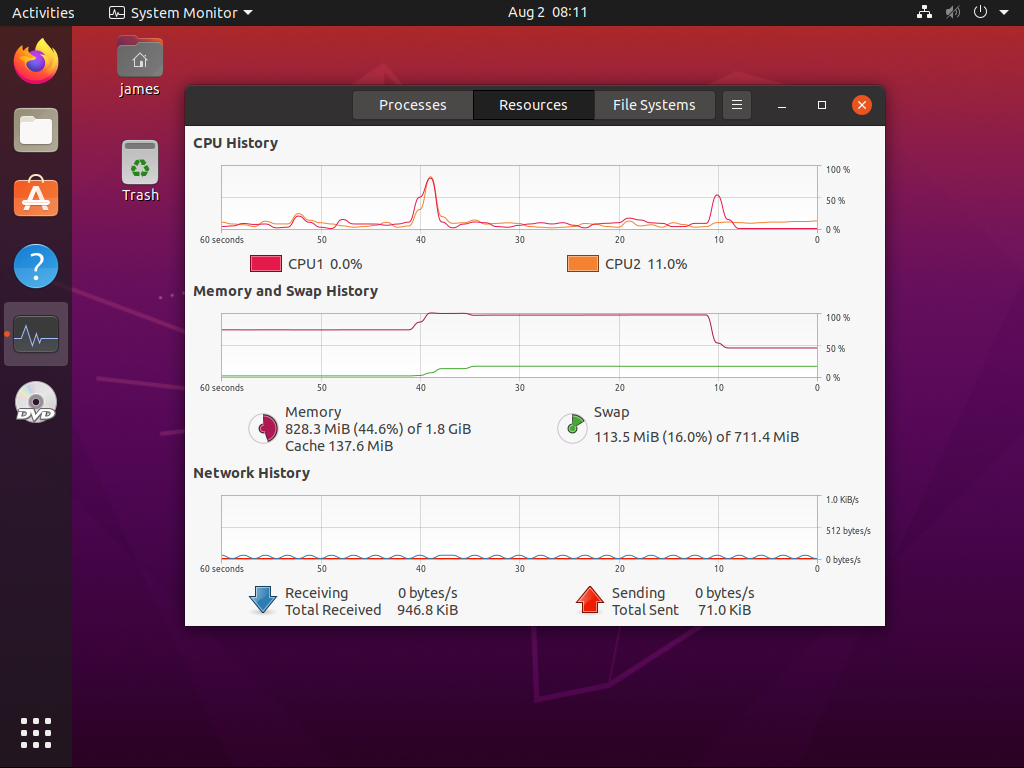 Activities System Monitor Aug 2 08:11
james
Trash
Processes Resources File Systems
CPU History
100 %
50 %
0 %
60 seconds 50 40 30 20 10 0
CPU1 0.0% CPU2 11.0%
Memory and Swap History
100 %
50 %
0 %
60 seconds 50 40 30 20 10 0
Memory
828.3 MiB (44.6%) of 1.8 GiB
Cache 137.6 MiB
Swap
113.5 MiB (16.0%) of 711.4 MiB
Network History
1.0 KiB/s
512 bytes/s
0 bytes/s
60 seconds 50 40 30 20 10 0
Receiving 0 bytes/s Sending 0 bytes/s
Total Received 946.8 KiB Total Sent 71.0 KiB
DVD